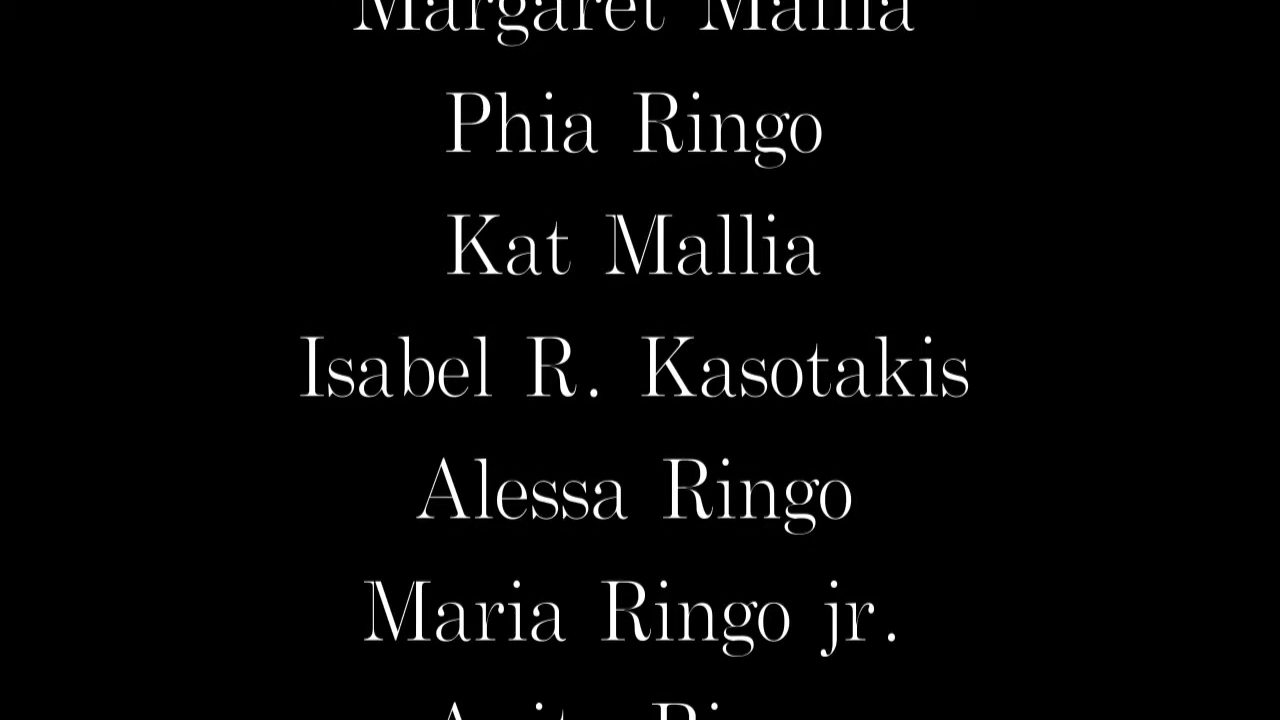 Margaret Mallia
Phia Ringo
Kat Mallia
Isabel R. Kasotakis
Alessa Ringo
Maria Ringo jr.